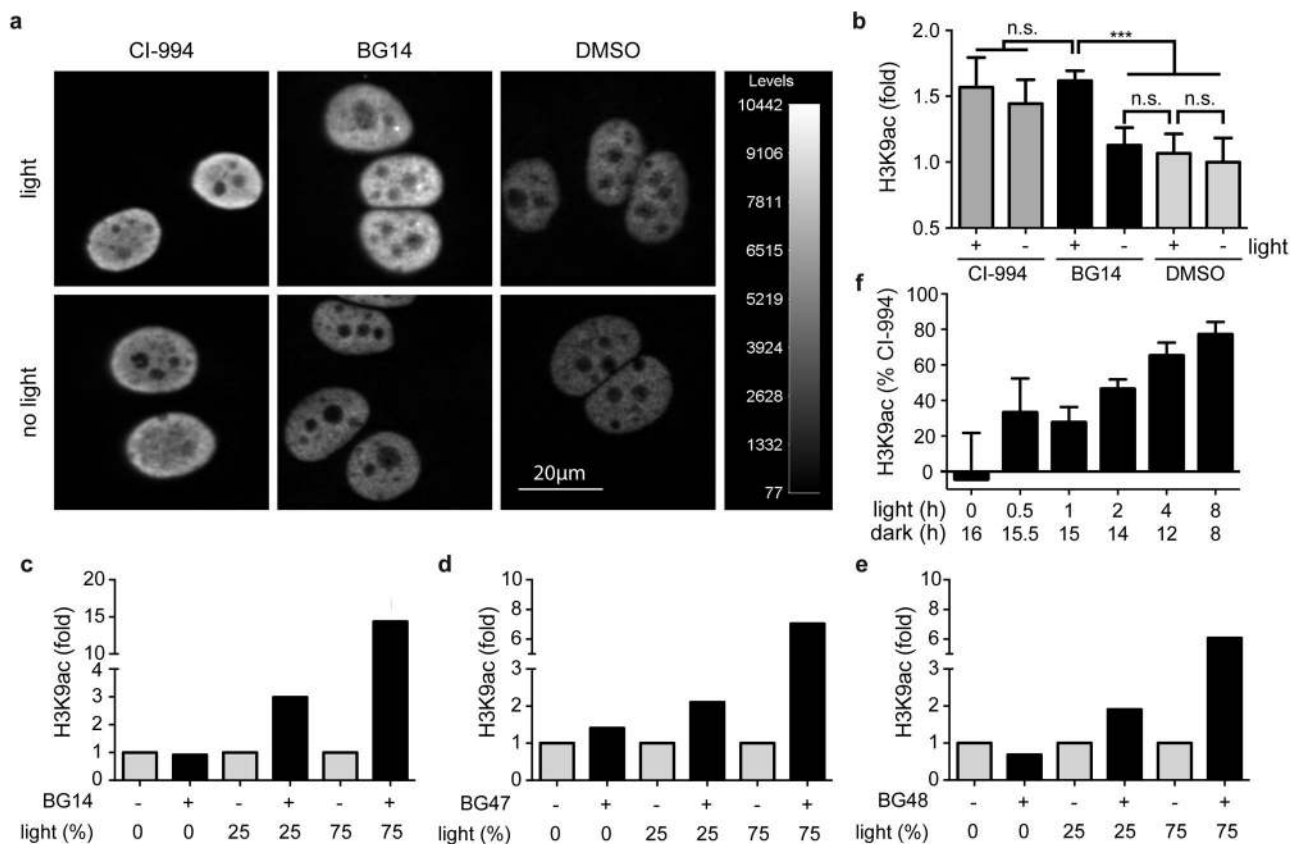 a
CI-994 BG14 DMSO
light
no light
Levels
10442
9106
7811
6515
5219
3924
2628
1332
77
20µm
b
H3K9ac (fold)
2.0
1.5
1.0
0.5
n.s. ***
n.s. n.s.
+ - + - + - light
CI-994 BG14 DMSO
f
H3K9ac (% CI-994)
100
80
60
40
20
0
light (h) 0 0.5 1 2 4 8
dark (h) 16 15.5 15 14 12 8
c
H3K9ac (fold)
20
15
10
4
3
2
1
0
BG14 - + - + - +
light (%) 0 0 25 25 75 75
d
H3K9ac (fold)
10
8
6
4
3
2
1
0
BG47 - + - + - +
light (%) 0 0 25 25 75 75
e
H3K9ac (fold)
10
8
6
4
3
2
1
0
BG48 - + - + - +
light (%) 0 0 25 25 75 75